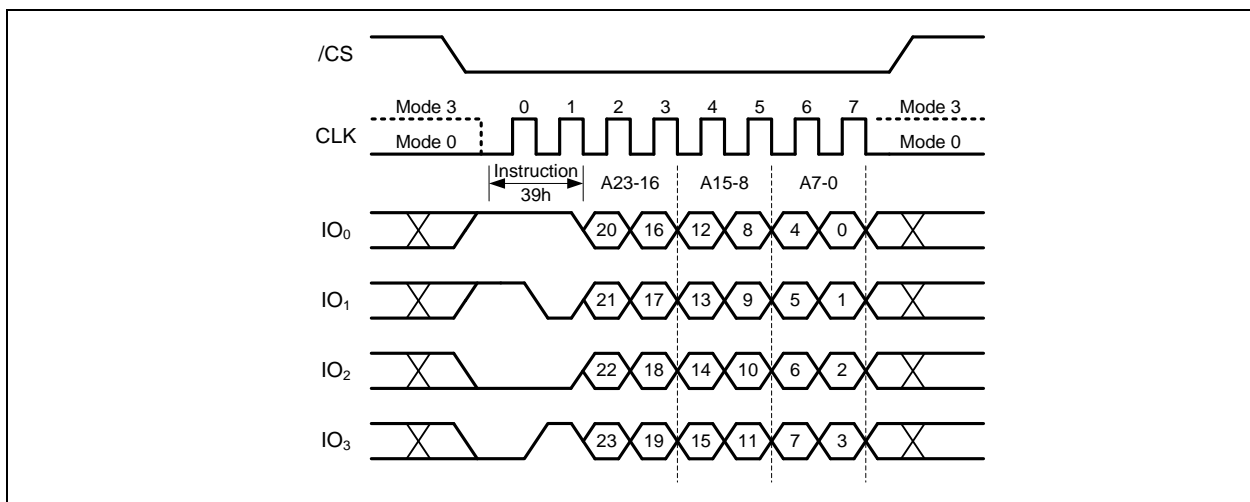 /CS
Mode 3 0 1 2 3 4 5 6 7 Mode 3
CLK
Mode 0 Mode 0
Instruction
39h
A23-16 A15-8 A7-0
IO0 20 16 12 8 4 0
IO1 21 17 13 9 5 1
IO2 22 18 14 10 6 2
IO3 23 19 15 11 7 3